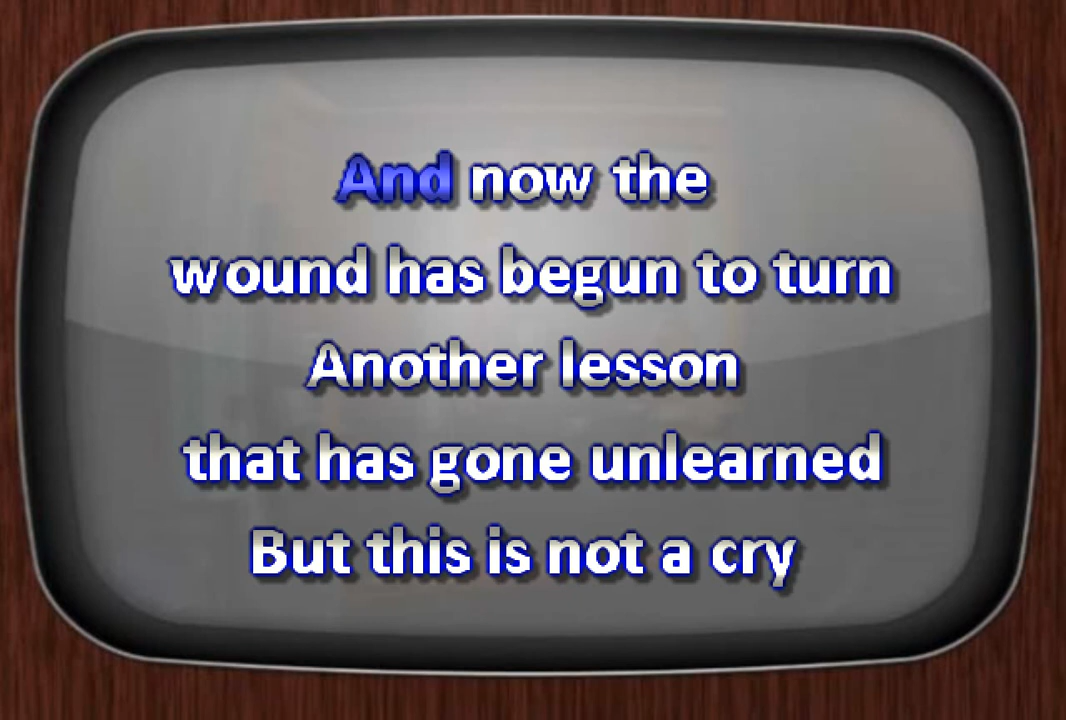 And now the
wound has begun to turn
Another lesson
that has gone unlearned
But this is not a cry